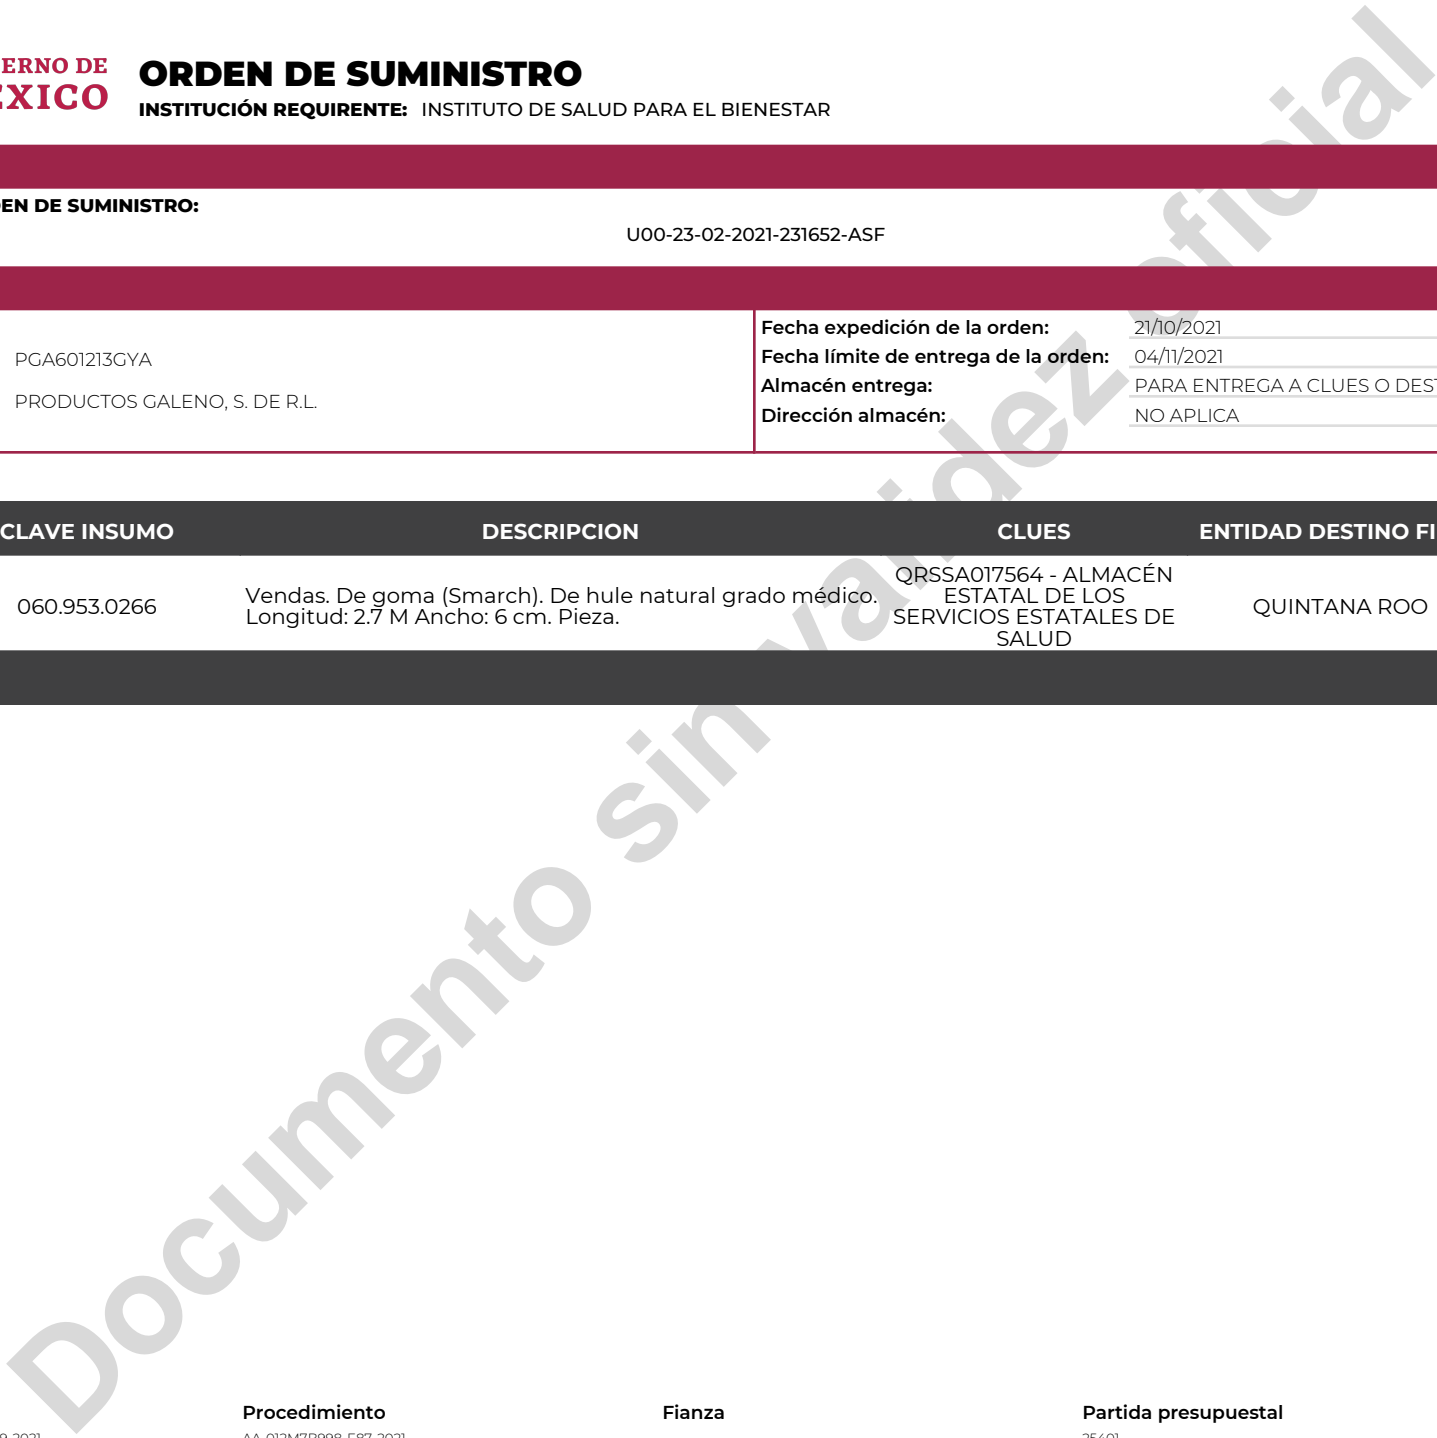 ERNO DE
EXICO
ORDEN DE SUMINISTRO
INSTITUCIÓN REQUIRENTE: INSTITUTO DE SALUD PARA EL BIENESTAR
EN DE SUMINISTRO:
U00-23-02-2021-231652-ASF
PGA601213GYA
PRODUCTOS GALENO, S. DE R.L.
Fecha expedición de la orden: 21/10/2021
Fecha límite de entrega de la orden: 04/11/2021
Almacén entrega: PARA ENTREGA A CLUES O DEST
Dirección almacén: NO APLICA
CLAVE INSUMO DESCRIPCION CLUES ENTIDAD DESTINO FI
060.953.0266
Vendas. De goma (Smarch). De hule natural grado médico.
Longitud: 2.7 M Ancho: 6 cm. Pieza.
QRSSA017564 - ALMACÉN
ESTATAL DE LOS
SERVICIOS ESTATALES DE
SALUD
QUINTANA ROO
Documento sin validez oficial
Procedimiento Fianza Partida presupuestal